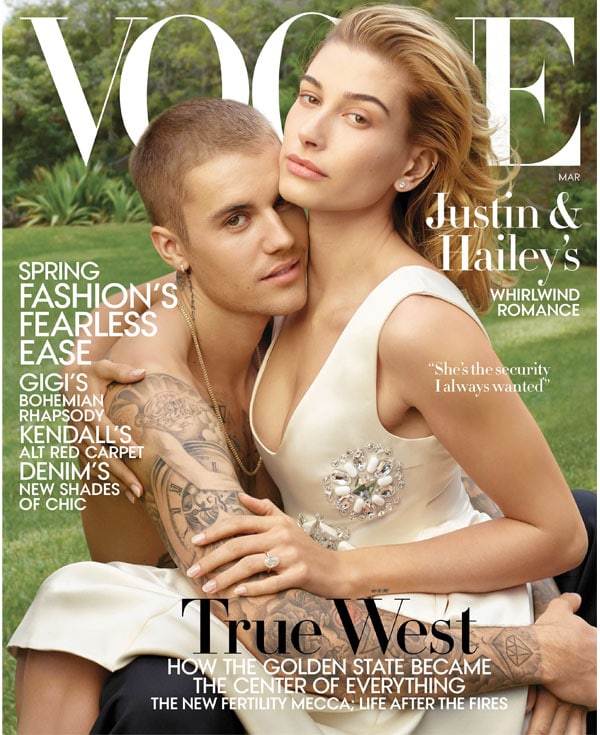 VOGUE
MAR
Justin &
Hailey's
WHIRLWIND
ROMANCE
"She's the security
I always wanted"
SPRING
FASHION'S
FEARLESS
EASE
GIGI'S
BOHEMIAN
RHAPSODY
KENDALL'S
ALT RED CARPET
DENIM'S
NEW SHADES
OF CHIC
True West
HOW THE GOLDEN STATE BECAME
THE CENTER OF EVERYTHING
THE NEW FERTILITY MECCA; LIFE AFTER THE FIRES